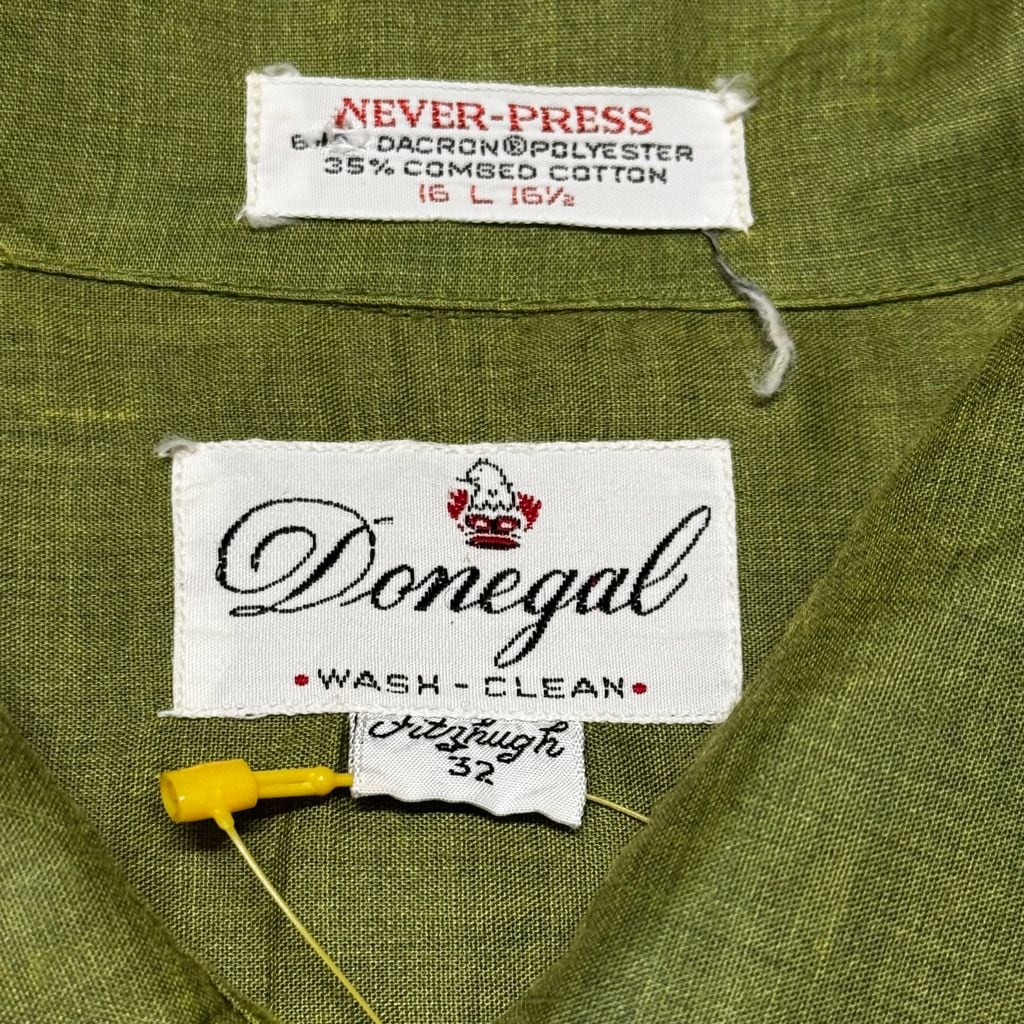 NEVER-PRESS
DACRON®POLYESTER
35% COMBED COTTON
16 L 16½
Donegal
•WASH-CLEAN•
Fitzhugh
32